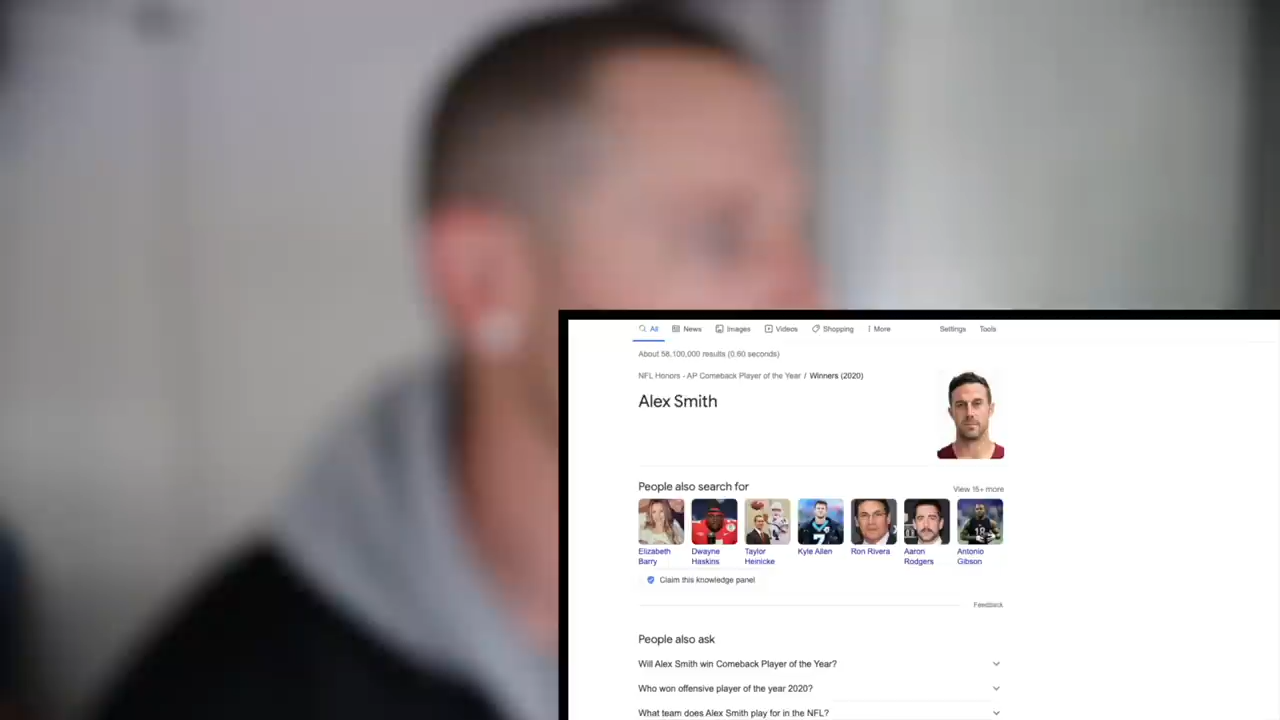 All News Images Videos Shopping More Settings Tools
About 58,100,000 results (0.60 seconds)
NFL Honors - AP Comeback Player of the Year / Winners (2020)
Alex Smith
People also search for
View 15+ more
Elizabeth Barry
Dwayne Haskins
Taylor Heinicke
Kyle Allen
Ron Rivera
Aaron Rodgers
Antonio Gibson
Claim this knowledge panel
Feedback
People also ask
Will Alex Smith win Comeback Player of the Year?
Who won offensive player of the year 2020?
What team does Alex Smith play for in the NFL?